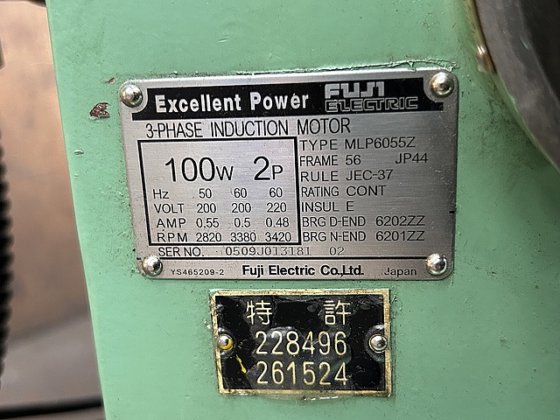 Excellent Power FUJI ELECTRIC
3-PHASE INDUCTION MOTOR
100W 2P
Hz 50 60 60
VOLT 200 200 220
AMP 0.55 0.5 0.48
RPM 2820 3380 3420
TYPE MLP6055Z
FRAME 56 JP44
RULE JEC-37
RATING CONT
INSUL E
BRG D-END 6202ZZ
BRG N-END 6201ZZ
SER NO. 0509J013181 02
YS465209-2 Fuji Electric Co., Ltd. Japan
特許
228496
261524